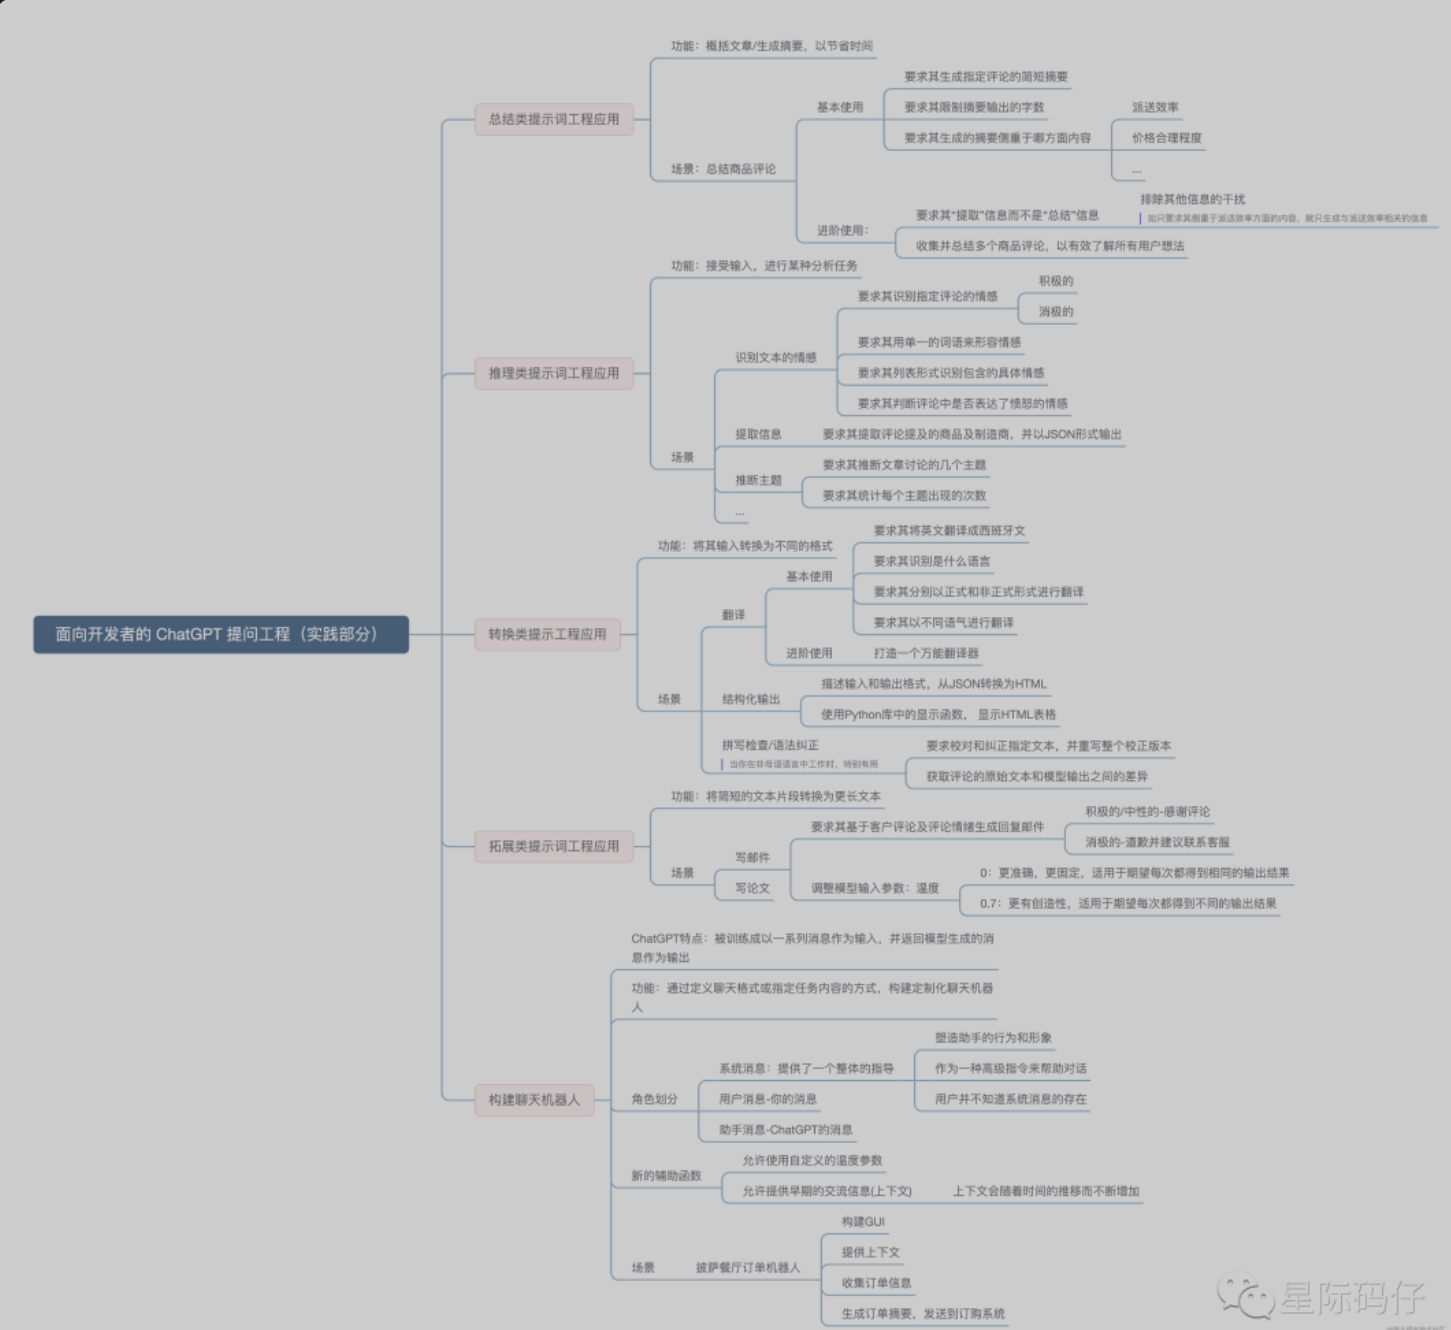 面向开发者的 ChatGPT 提问工程（实践部分）
总结类提示词工程应用
功能：概括文章/生成摘要，以节省时间
场景：总结商品评论
基本使用
要求其生成指定评论的简短摘要
要求其限制摘要输出的字数
要求其生成的摘要侧重于哪方面内容
派送效率
价格合理程度
...
进阶使用：
要求其“提取”信息而不是“总结”信息
排除其他信息的干扰
如只要求其侧重于派送效率方面的内容，就只生成与派送效率相关的信息
收集并总结多个商品评论，以有效了解所有用户想法
推理类提示词工程应用
功能：接受输入，进行某种分析任务
场景
识别文本的情感
要求其识别指定评论的情感
积极的
消极的
要求其用单一的词语来形容情感
要求其列表形式识别包含的具体情感
要求其判断评论中是否表达了愤怒的情感
提取信息
要求其提取评论提及的商品及制造商，并以JSON形式输出
推断主题
要求其推断文章讨论的几个主题
要求其统计每个主题出现的次数
...
转换类提示工程应用
功能：将其输入转换为不同的格式
场景
翻译
基本使用
要求其将英文翻译成西班牙文
要求其识别是什么语言
要求其分别以正式和非正式形式进行翻译
要求其以不同语气进行翻译
进阶使用
打造一个万能翻译器
结构化输出
描述输入和输出格式，从JSON转换为HTML
使用Python库中的显示函数， 显示HTML表格
拼写检查/语法纠正
当你在非母语语言中工作时，特别有用
要求校对和纠正指定文本，并重写整个校正版本
获取评论的原始文本和模型输出之间的差异
拓展类提示词工程应用
功能：将简短的文本片段转换为更长文本
场景
写邮件
要求其基于客户评论及评论情绪生成回复邮件
积极的/中性的-感谢评论
消极的-道歉并建议联系客服
调整模型输入参数：温度
0：更准确，更固定，适用于期望每次都得到相同的输出结果
0.7：更有创造性，适用于期望每次都得到不同的输出结果
写论文
构建聊天机器人
ChatGPT特点：被训练成以一系列消息作为输入，并返回模型生成的消
息作为输出
功能：通过定义聊天格式或指定任务内容的方式，构建定制化聊天机器
人
角色划分
系统消息：提供了一个整体的指导
塑造助手的行为和形象
作为一种高级指令来帮助对话
用户并不知道系统消息的存在
用户消息-你的消息
助手消息-ChatGPT的消息
新的辅助函数
允许使用自定义的温度参数
允许提供早期的交流信息(上下文)
上下文会随着时间的推移而不断增加
场景
披萨餐厅订单机器人
构建GUI
提供上下文
收集订单信息
生成订单摘要，发送到订购系统
星际码仔